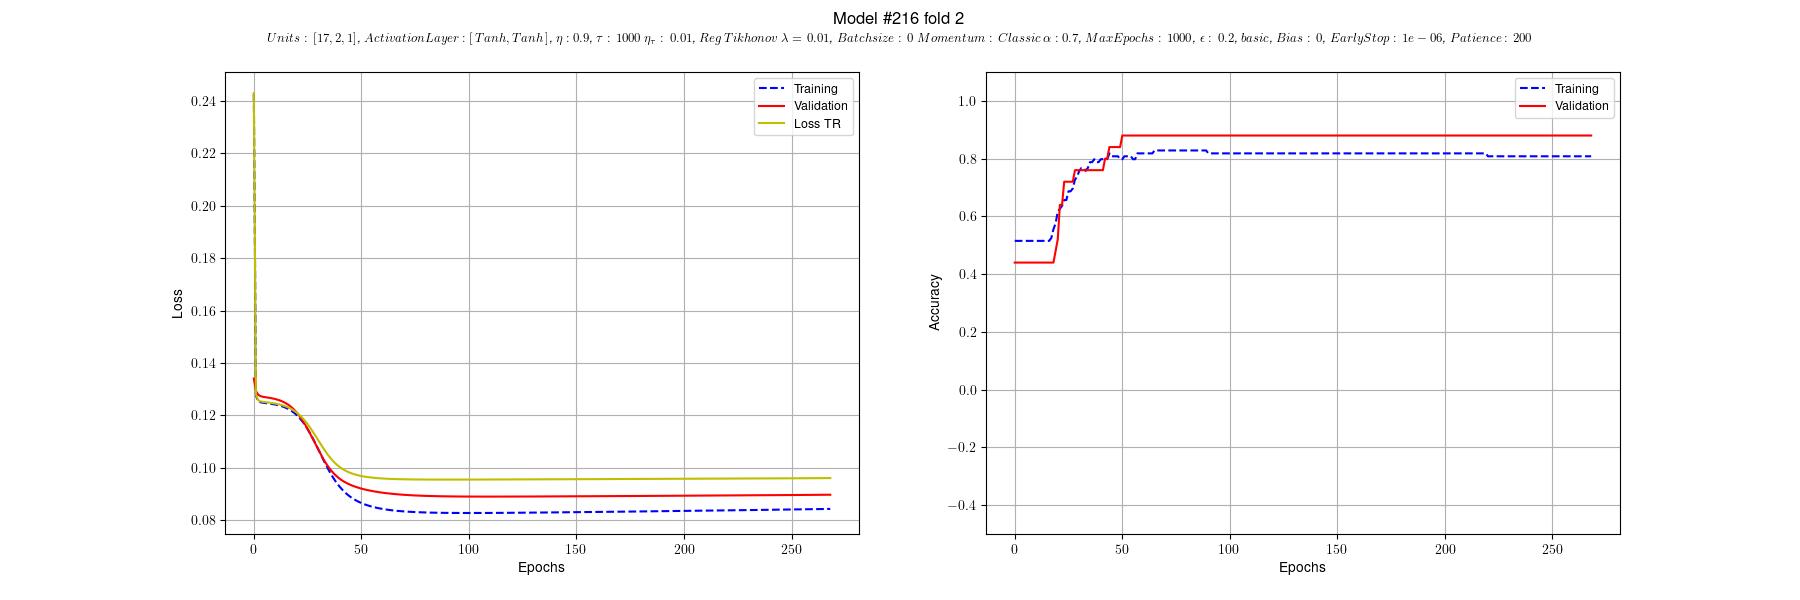 Model #216 fold 2
Units : [17, 2, 1], ActivationLayer : [Tanh, Tanh], η : 0.9, τ : 1000 ητ : 0.01, Reg Tikhonov λ = 0.01, Batchsize : 0 Momentum : Classic α : 0.7, MaxEpochs : 1000, ϵ : 0.2, basic, Bias : 0, EarlyStop : 1e − 06, Patience : 200
Training
Validation
Loss TR
0.24
0.22
0.20
0.18
0.16
0.14
0.12
0.10
0.08
Loss
0 50 100 150 200 250
Epochs
Training
Validation
1.0
0.8
0.6
0.4
0.2
0.0
−0.2
−0.4
Accuracy
0 50 100 150 200 250
Epochs